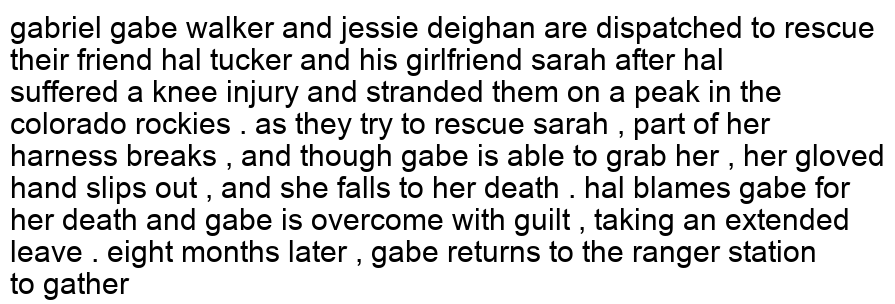 gabriel gabe walker and jessie deighan are dispatched to rescue
their friend hal tucker and his girlfriend sarah after hal
suffered a knee injury and stranded them on a peak in the
colorado rockies . as they try to rescue sarah , part of her
harness breaks , and though gabe is able to grab her , her gloved
hand slips out , and she falls to her death . hal blames gabe for
her death and gabe is overcome with guilt , taking an extended
leave . eight months later , gabe returns to the ranger station
to gather